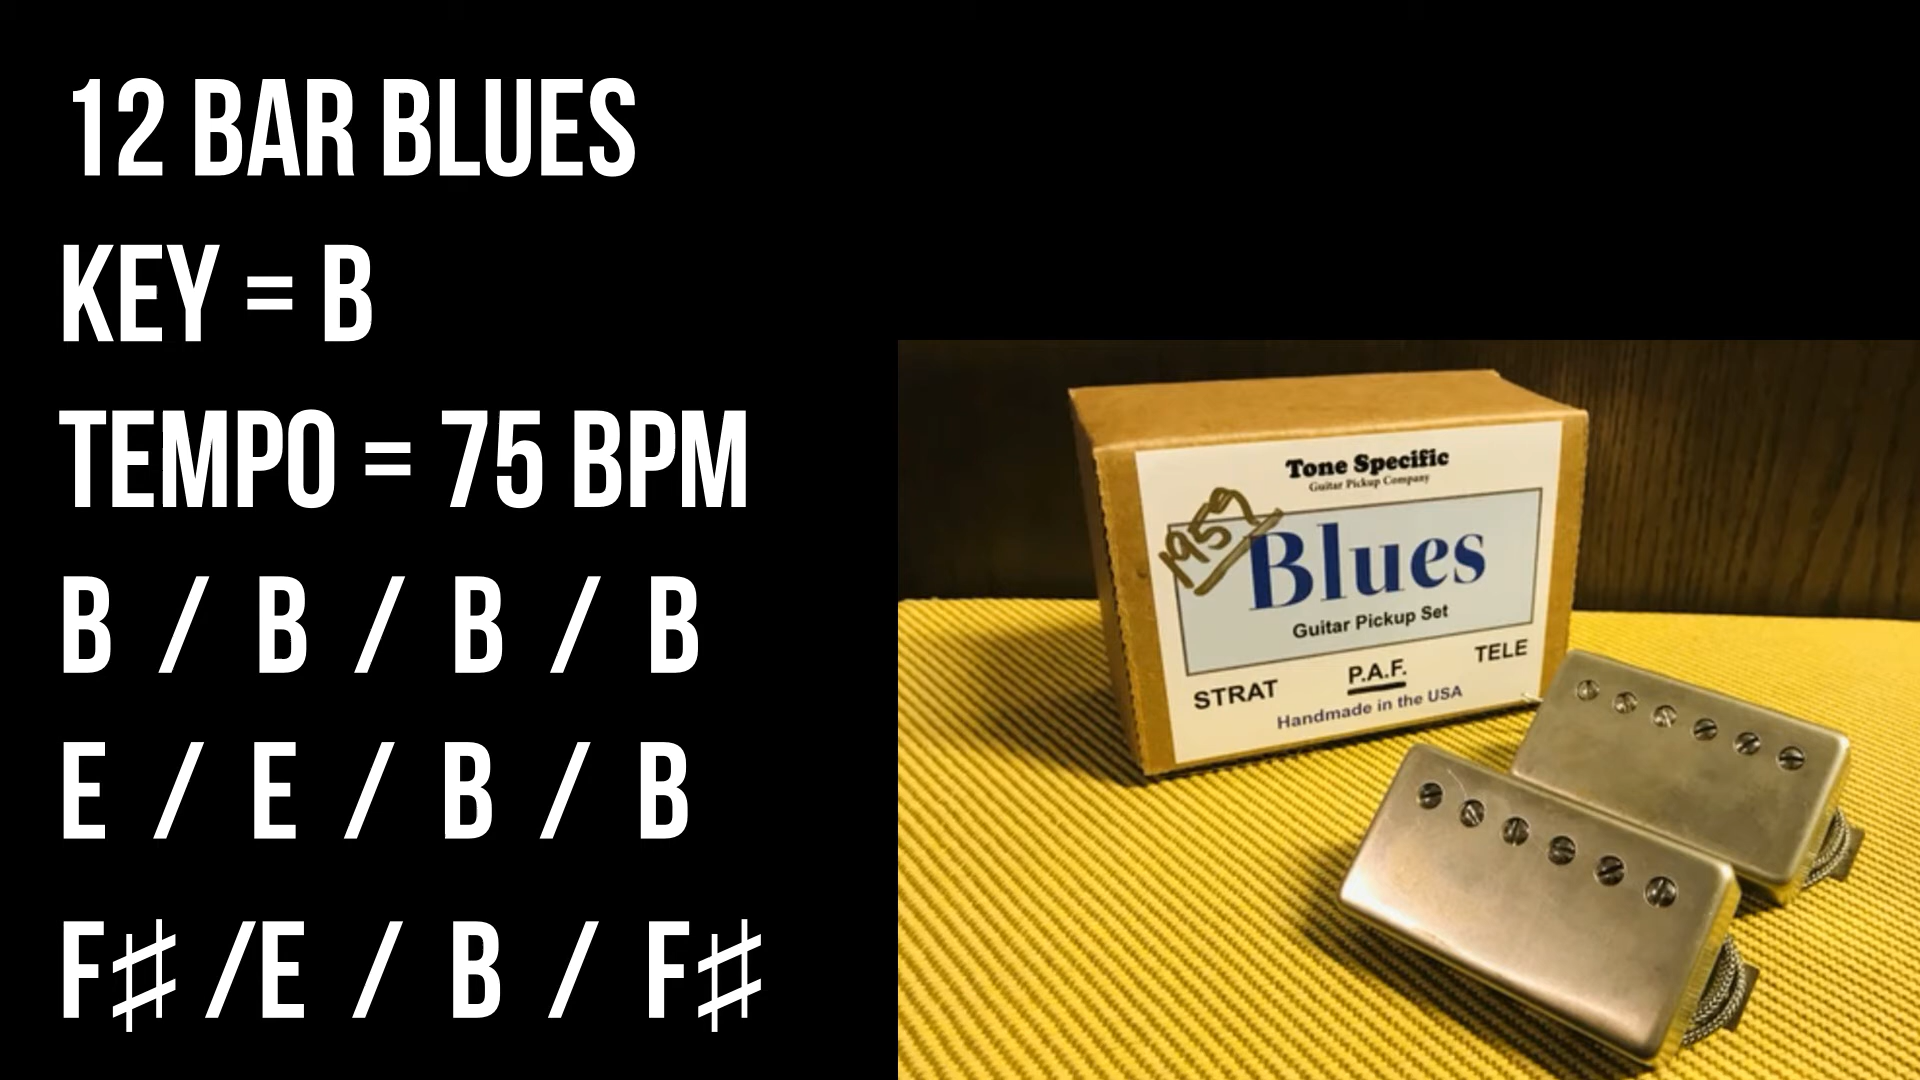 12 BAR BLUES
KEY = B
TEMPO = 75 BPM
B / B / B / B
E / E / B / B
F♯ /E / B / F♯
Tone Specific
Guitar Pickup Company
1957
Blues
Guitar Pickup Set
STRAT P.A.F. TELE
Handmade in the USA